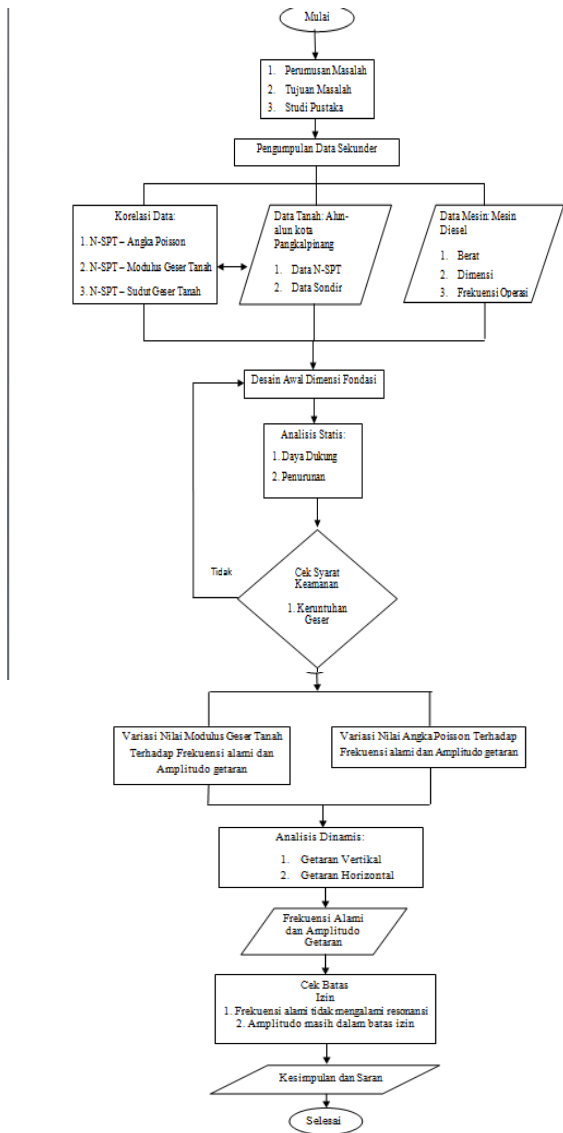 Mulai
1. Perumusan Masalah
2. Tujuan Masalah
3. Studi Pustaka
Pengumpulan Data Sekunder
Korelasi Data:
1. N-SPT – Angka Poisson
2. N-SPT – Modulus Geser Tanah
3. N-SPT – Sudut Geser Tanah
Data Tanah: Alun-
alun kota
Pangkalpinang
1. Data N-SPT
2. Data Sondir
Data Mesin: Mesin
Diesel
1. Berat
2. Dimensi
3. Frekuensi Operasi
Desain Awal Dimensi Fondasi
Analisis Statis:
1. Daya Dukung
2. Penurunan
Tidak
Cek Syarat
Keamanan
1. Keruntuhan
Geser
Variasi Nilai Modulus Geser Tanah
Terhadap Frekuensi alami dan
Amplitudo getaran
Variasi Nilai Angka Poisson Terhadap
Frekuensi alami dan Amplitudo getaran
Analisis Dinamis:
1. Getaran Vertikal
2. Getaran Horizontal
Frekuensi Alami
dan Amplitudo
Getaran
Cek Batas
Izin
1. Frekuensi alami tidak mengalami resonansi
2. Amplitudo masih dalam batas izin
Kesimpulan dan Saran
Selesai